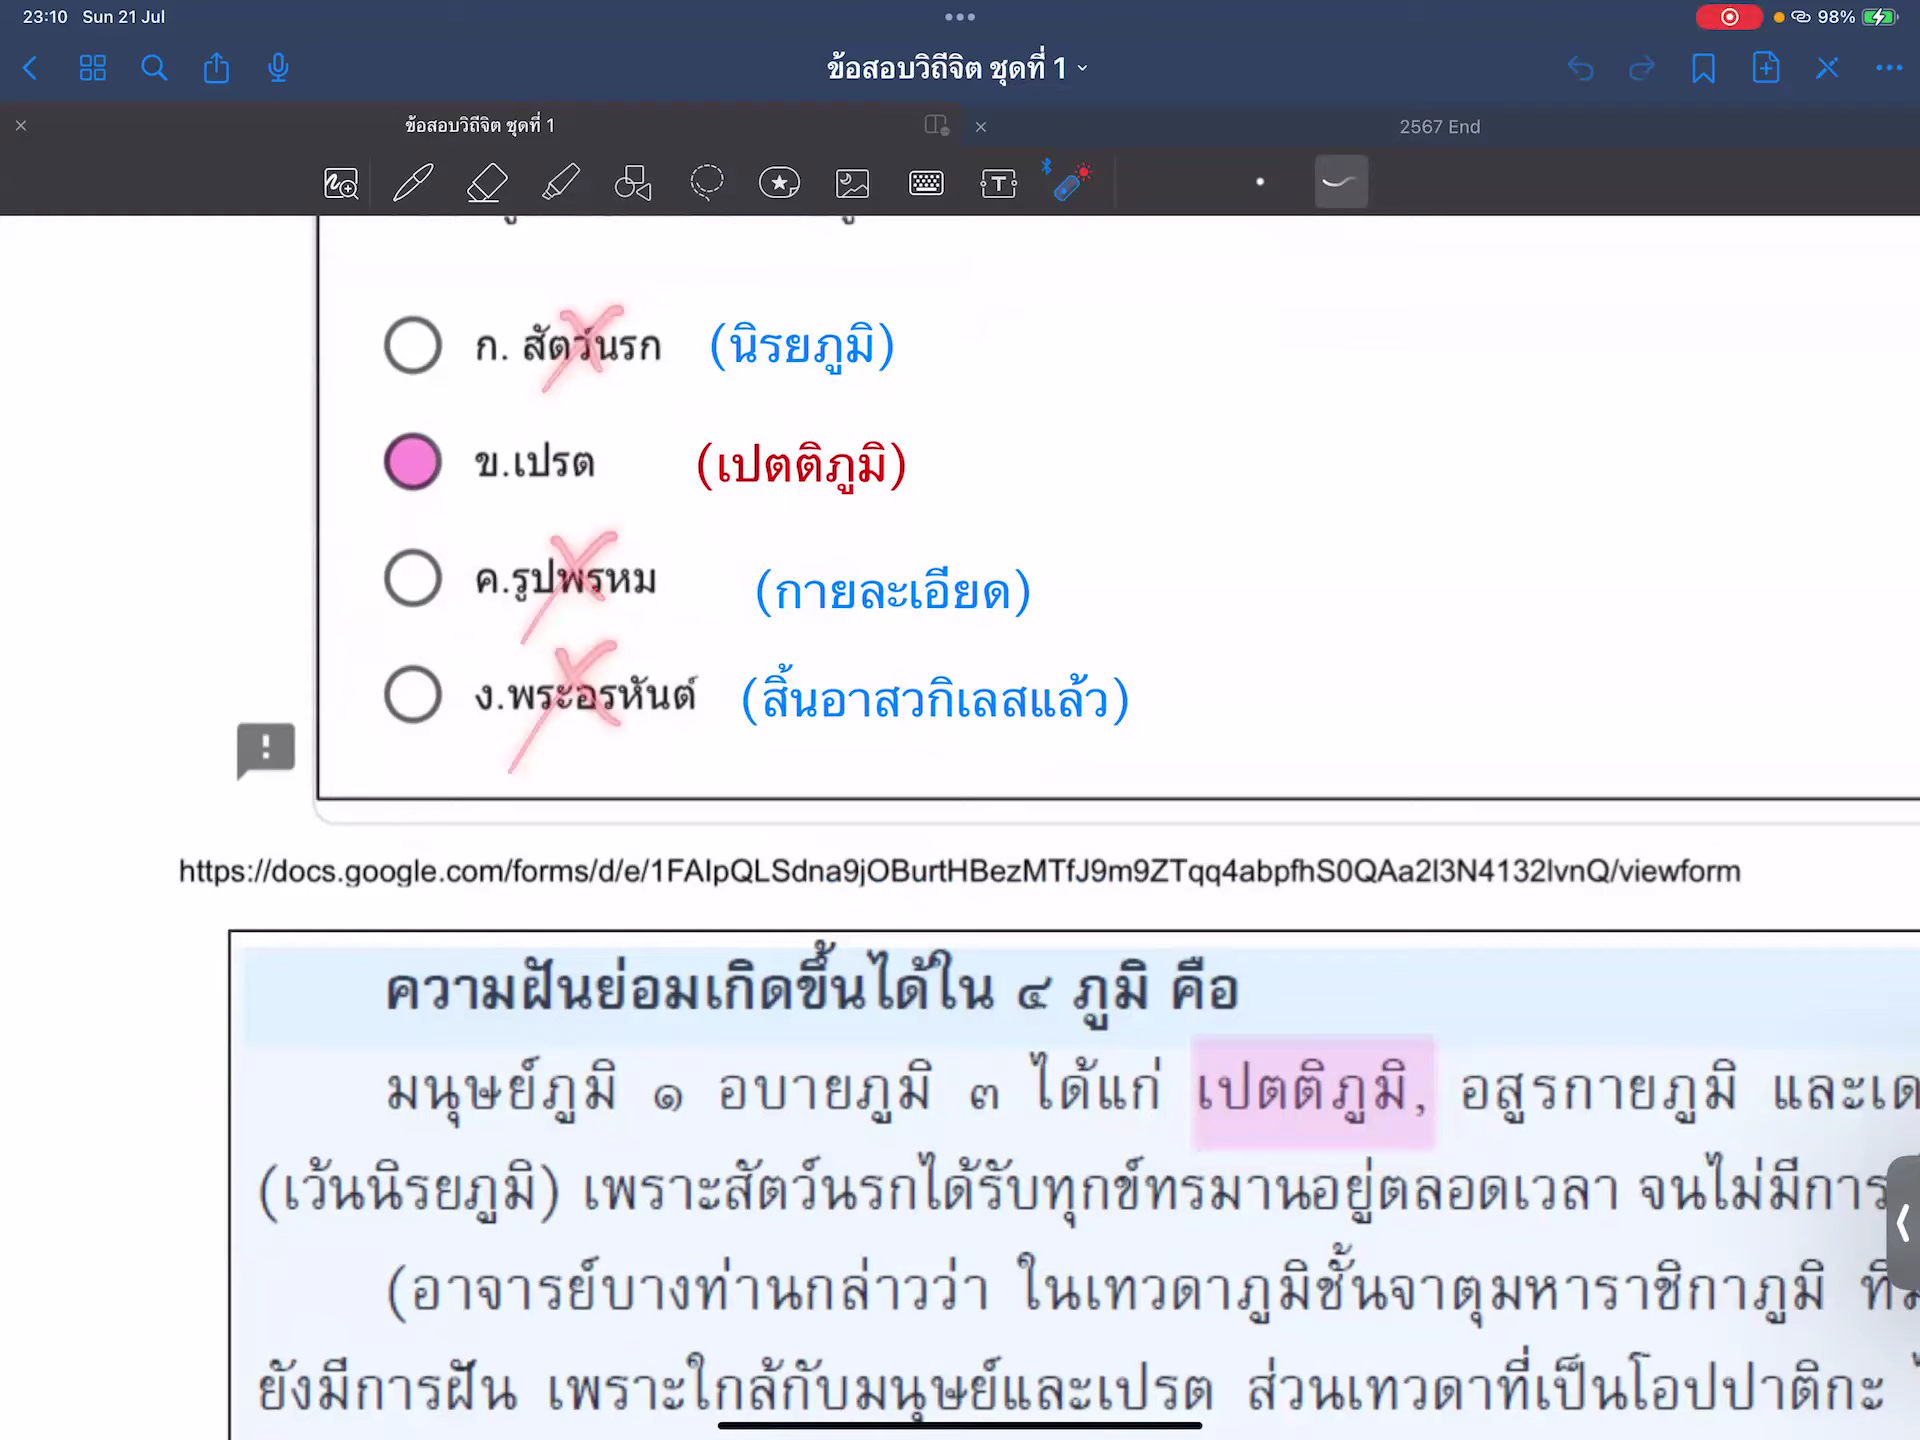 23:10 Sun 21 Jul
98%
ข้อสอบวิถีจิต ชุดที่ 1
ข้อสอบวิถีจิต ชุดที่ 1
2567 End
ก. สัตว์นรก (นิรยภูมิ)
ข.เปรต (เปตติภูมิ)
ค.รูปพรหม (กายละเอียด)
ง.พระอรหันต์ (สิ้นอาสวกิเลสแล้ว)
https://docs.google.com/forms/d/e/1FAIpQLSdna9jOBurtHBezMTfJ9m9ZTqq4abpfhS0QAa2l3N4132lvnQ/viewform
ความฝันย่อมเกิดขึ้นได้ใน ๔ ภูมิ คือ
มนุษย์ภูมิ ๑ อบายภูมิ ๓ ได้แก่ เปตติภูมิ, อสูรกายภูมิ และเด
(เว้นนิรยภูมิ) เพราะสัตว์นรกได้รับทุกข์ทรมานอยู่ตลอดเวลา จนไม่มีการ
(อาจารย์บางท่านกล่าวว่า ในเทวดาภูมิชั้นจาตุมหาราชิกาภูมิ ที่
ยังมีการฝัน เพราะใกล้กับมนุษย์และเปรต ส่วนเทวดาที่เป็นโอปปาติกะ